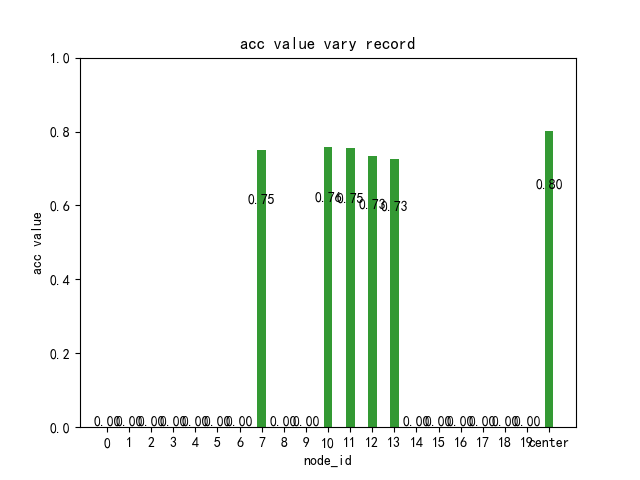 acc value vary record
1.0
0.8
0.6
0.4
0.2
0.0
acc value
0.00 0.00 0.00 0.00 0.00 0.00 0.00 0.75 0.00 0.00 0.76 0.75 0.73 0.73 0.00 0.00 0.00 0.00 0.00 0.00 0.80
0 1 2 3 4 5 6 7 8 9 10 11 12 13 14 15 16 17 18 19 center
node_id